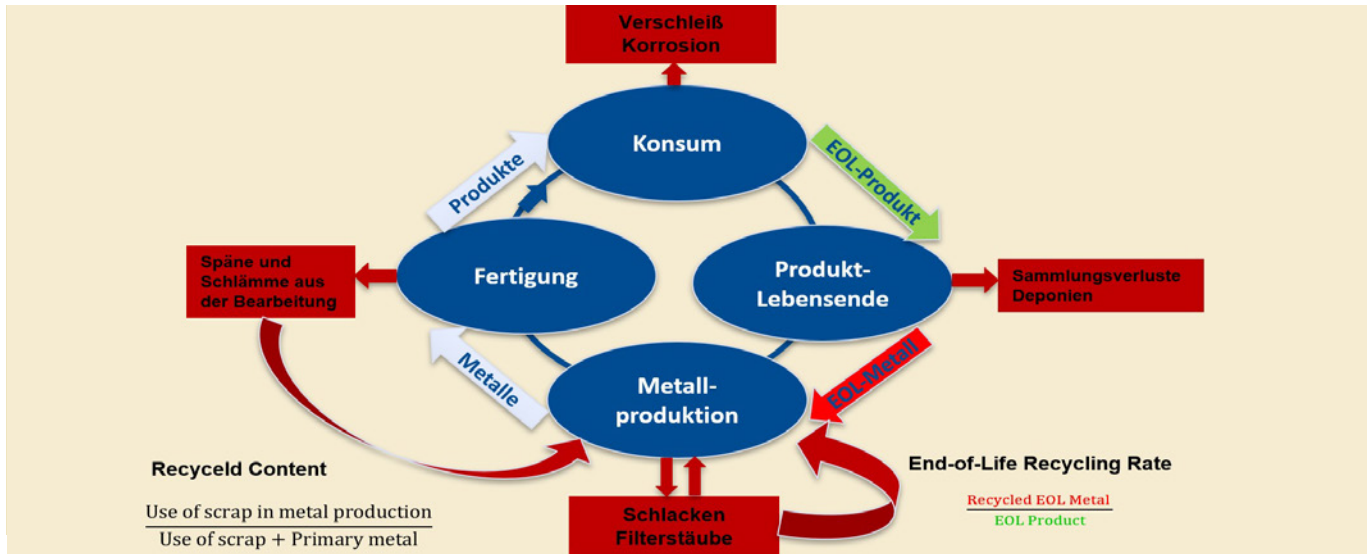 Verschleiß
Korrosion
Konsum
Produkte
EOL-Produkt
Späne und
Schlämme aus
der Bearbeitung
Fertigung
Produkt-
Lebensende
Sammlungsverluste
Deponien
Metalle
Metall-
produktion
EOL-Metall
Recyceld Content
Use of scrap in metal production
Use of scrap + Primary metal
Schlacken
Filterstäube
End-of-Life Recycling Rate
Recycled EOL Metal
EOL Product